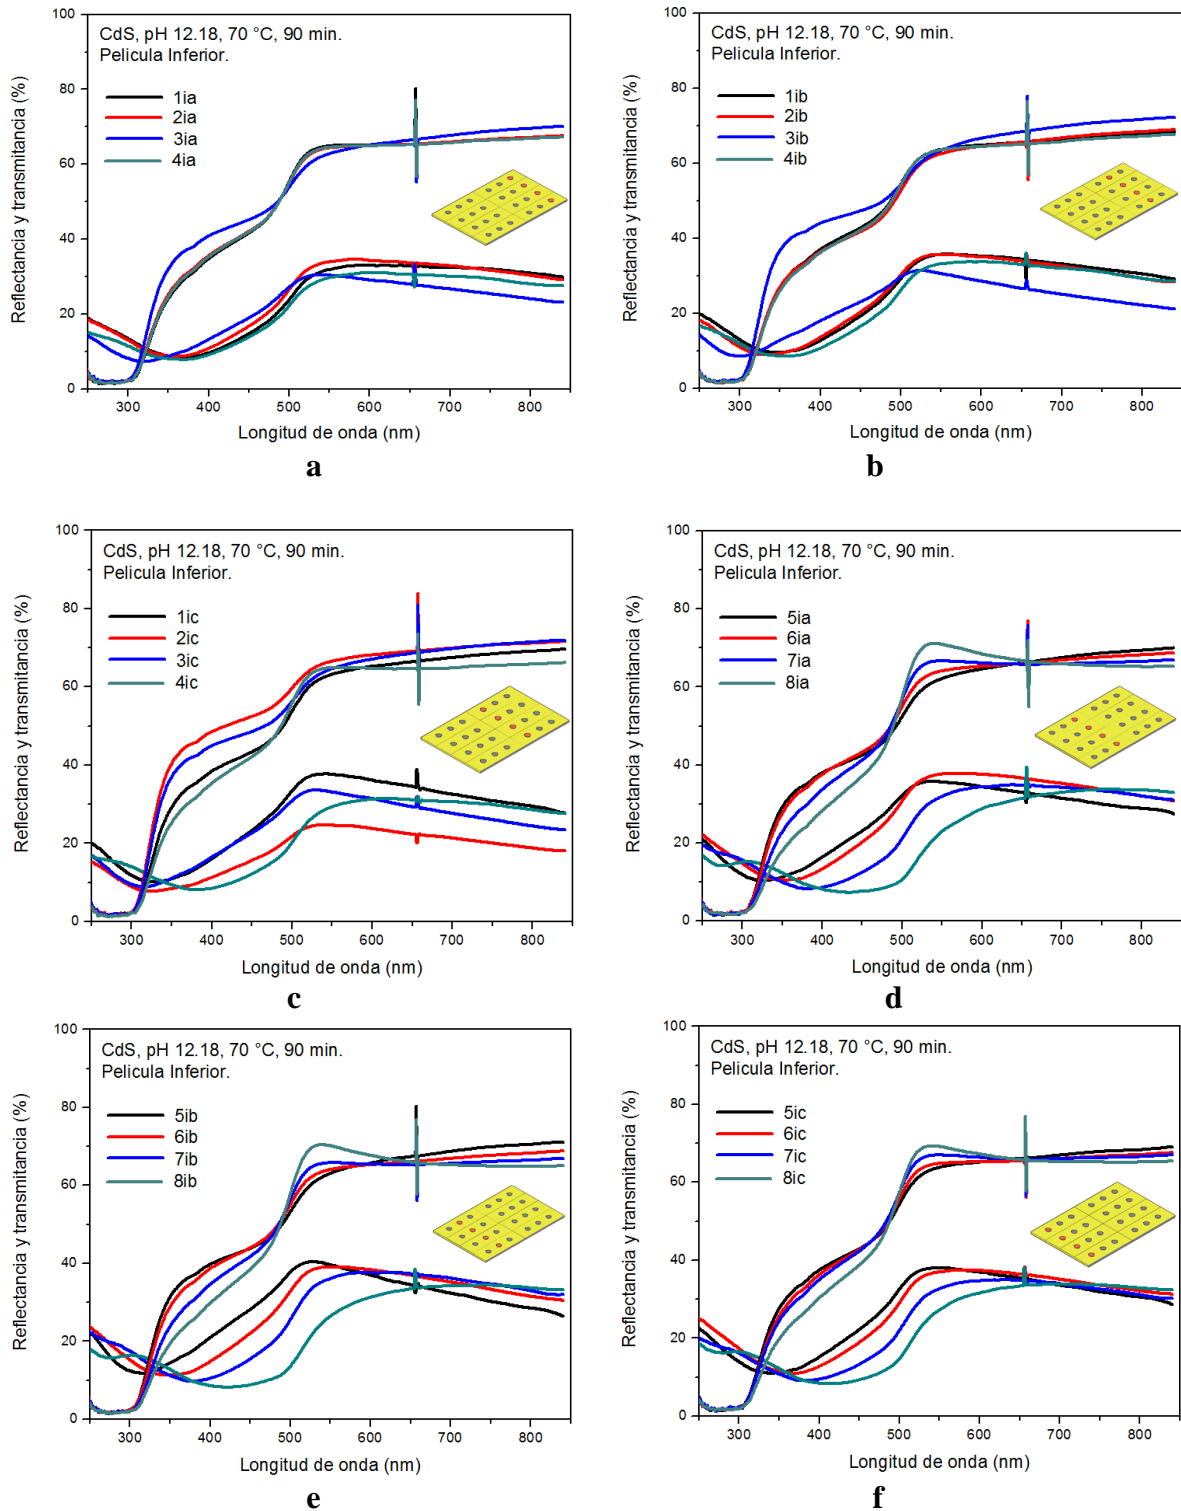 CdS, pH 12.18, 70 °C, 90 min.
Pelicula Inferior.
1ia
2ia
3ia
4ia
Reflectancia y transmitancia (%)
100
80
60
40
20
0
300 400 500 600 700 800
Longitud de onda (nm)
a
CdS, pH 12.18, 70 °C, 90 min.
Pelicula Inferior.
1ib
2ib
3ib
4ib
Reflectancia y transmitancia (%)
100
80
60
40
20
0
300 400 500 600 700 800
Longitud de onda (nm)
b
CdS, pH 12.18, 70 °C, 90 min.
Pelicula Inferior.
1ic
2ic
3ic
4ic
Reflectancia y transmitancia (%)
100
80
60
40
20
0
300 400 500 600 700 800
Longitud de onda (nm)
c
CdS, pH 12.18, 70 °C, 90 min.
Pelicula Inferior.
5ia
6ia
7ia
8ia
Reflectancia y transmitancia (%)
100
80
60
40
20
0
300 400 500 600 700 800
Longitud de onda (nm)
d
CdS, pH 12.18, 70 °C, 90 min.
Pelicula Inferior.
5ib
6ib
7ib
8ib
Reflectancia y transmitancia (%)
100
80
60
40
20
0
300 400 500 600 700 800
Longitud de onda (nm)
e
CdS, pH 12.18, 70 °C, 90 min.
Pelicula Inferior.
5ic
6ic
7ic
8ic
Reflectancia y transmitancia (%)
100
80
60
40
20
0
300 400 500 600 700 800
Longitud de onda (nm)
f